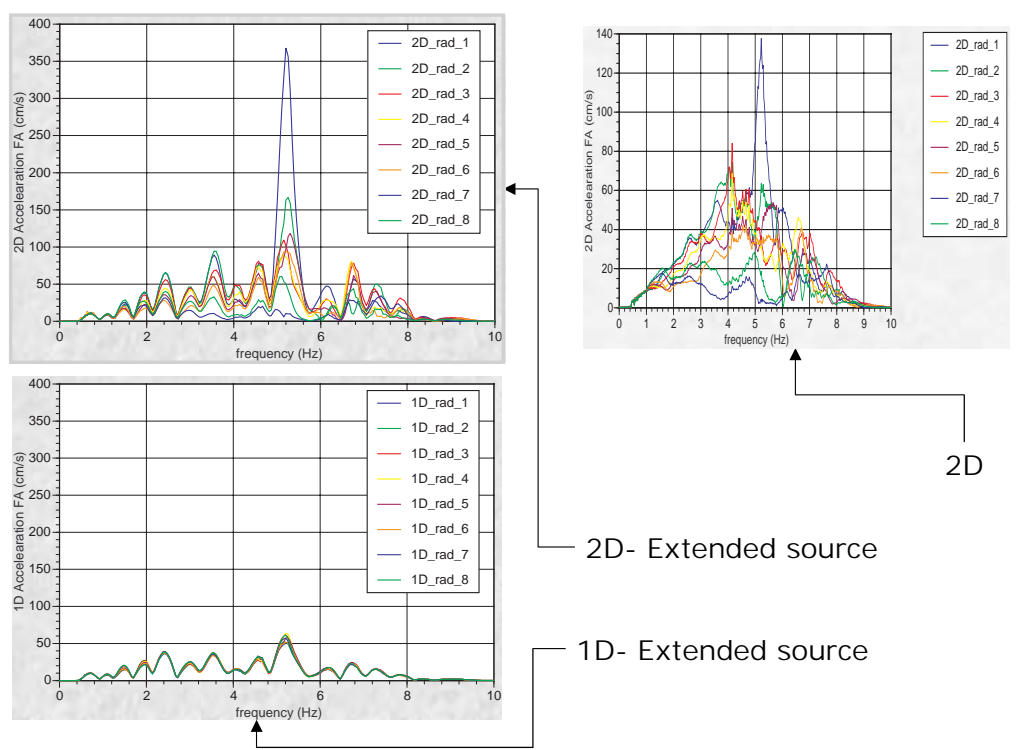 400
350
300
250
200
150
100
50
0
2D Accelearation FA (cm/s)
0 2 4 6 8 10
frequency (Hz)
2D_rad_1
2D_rad_2
2D_rad_3
2D_rad_4
2D_rad_5
2D_rad_6
2D_rad_7
2D_rad_8
140
120
100
80
60
40
20
0
2D Accelearation FA (cm/s)
0 1 2 3 4 5 6 7 8 9 10
frequency (Hz)
2D_rad_1
2D_rad_2
2D_rad_3
2D_rad_4
2D_rad_5
2D_rad_6
2D_rad_7
2D_rad_8
2D
2D- Extended source
400
350
300
250
200
150
100
50
0
1D Accelearation FA (cm/s)
0 2 4 6 8 10
frequency (Hz)
1D_rad_1
1D_rad_2
1D_rad_3
1D_rad_4
1D_rad_5
1D_rad_6
1D_rad_7
1D_rad_8
1D- Extended source